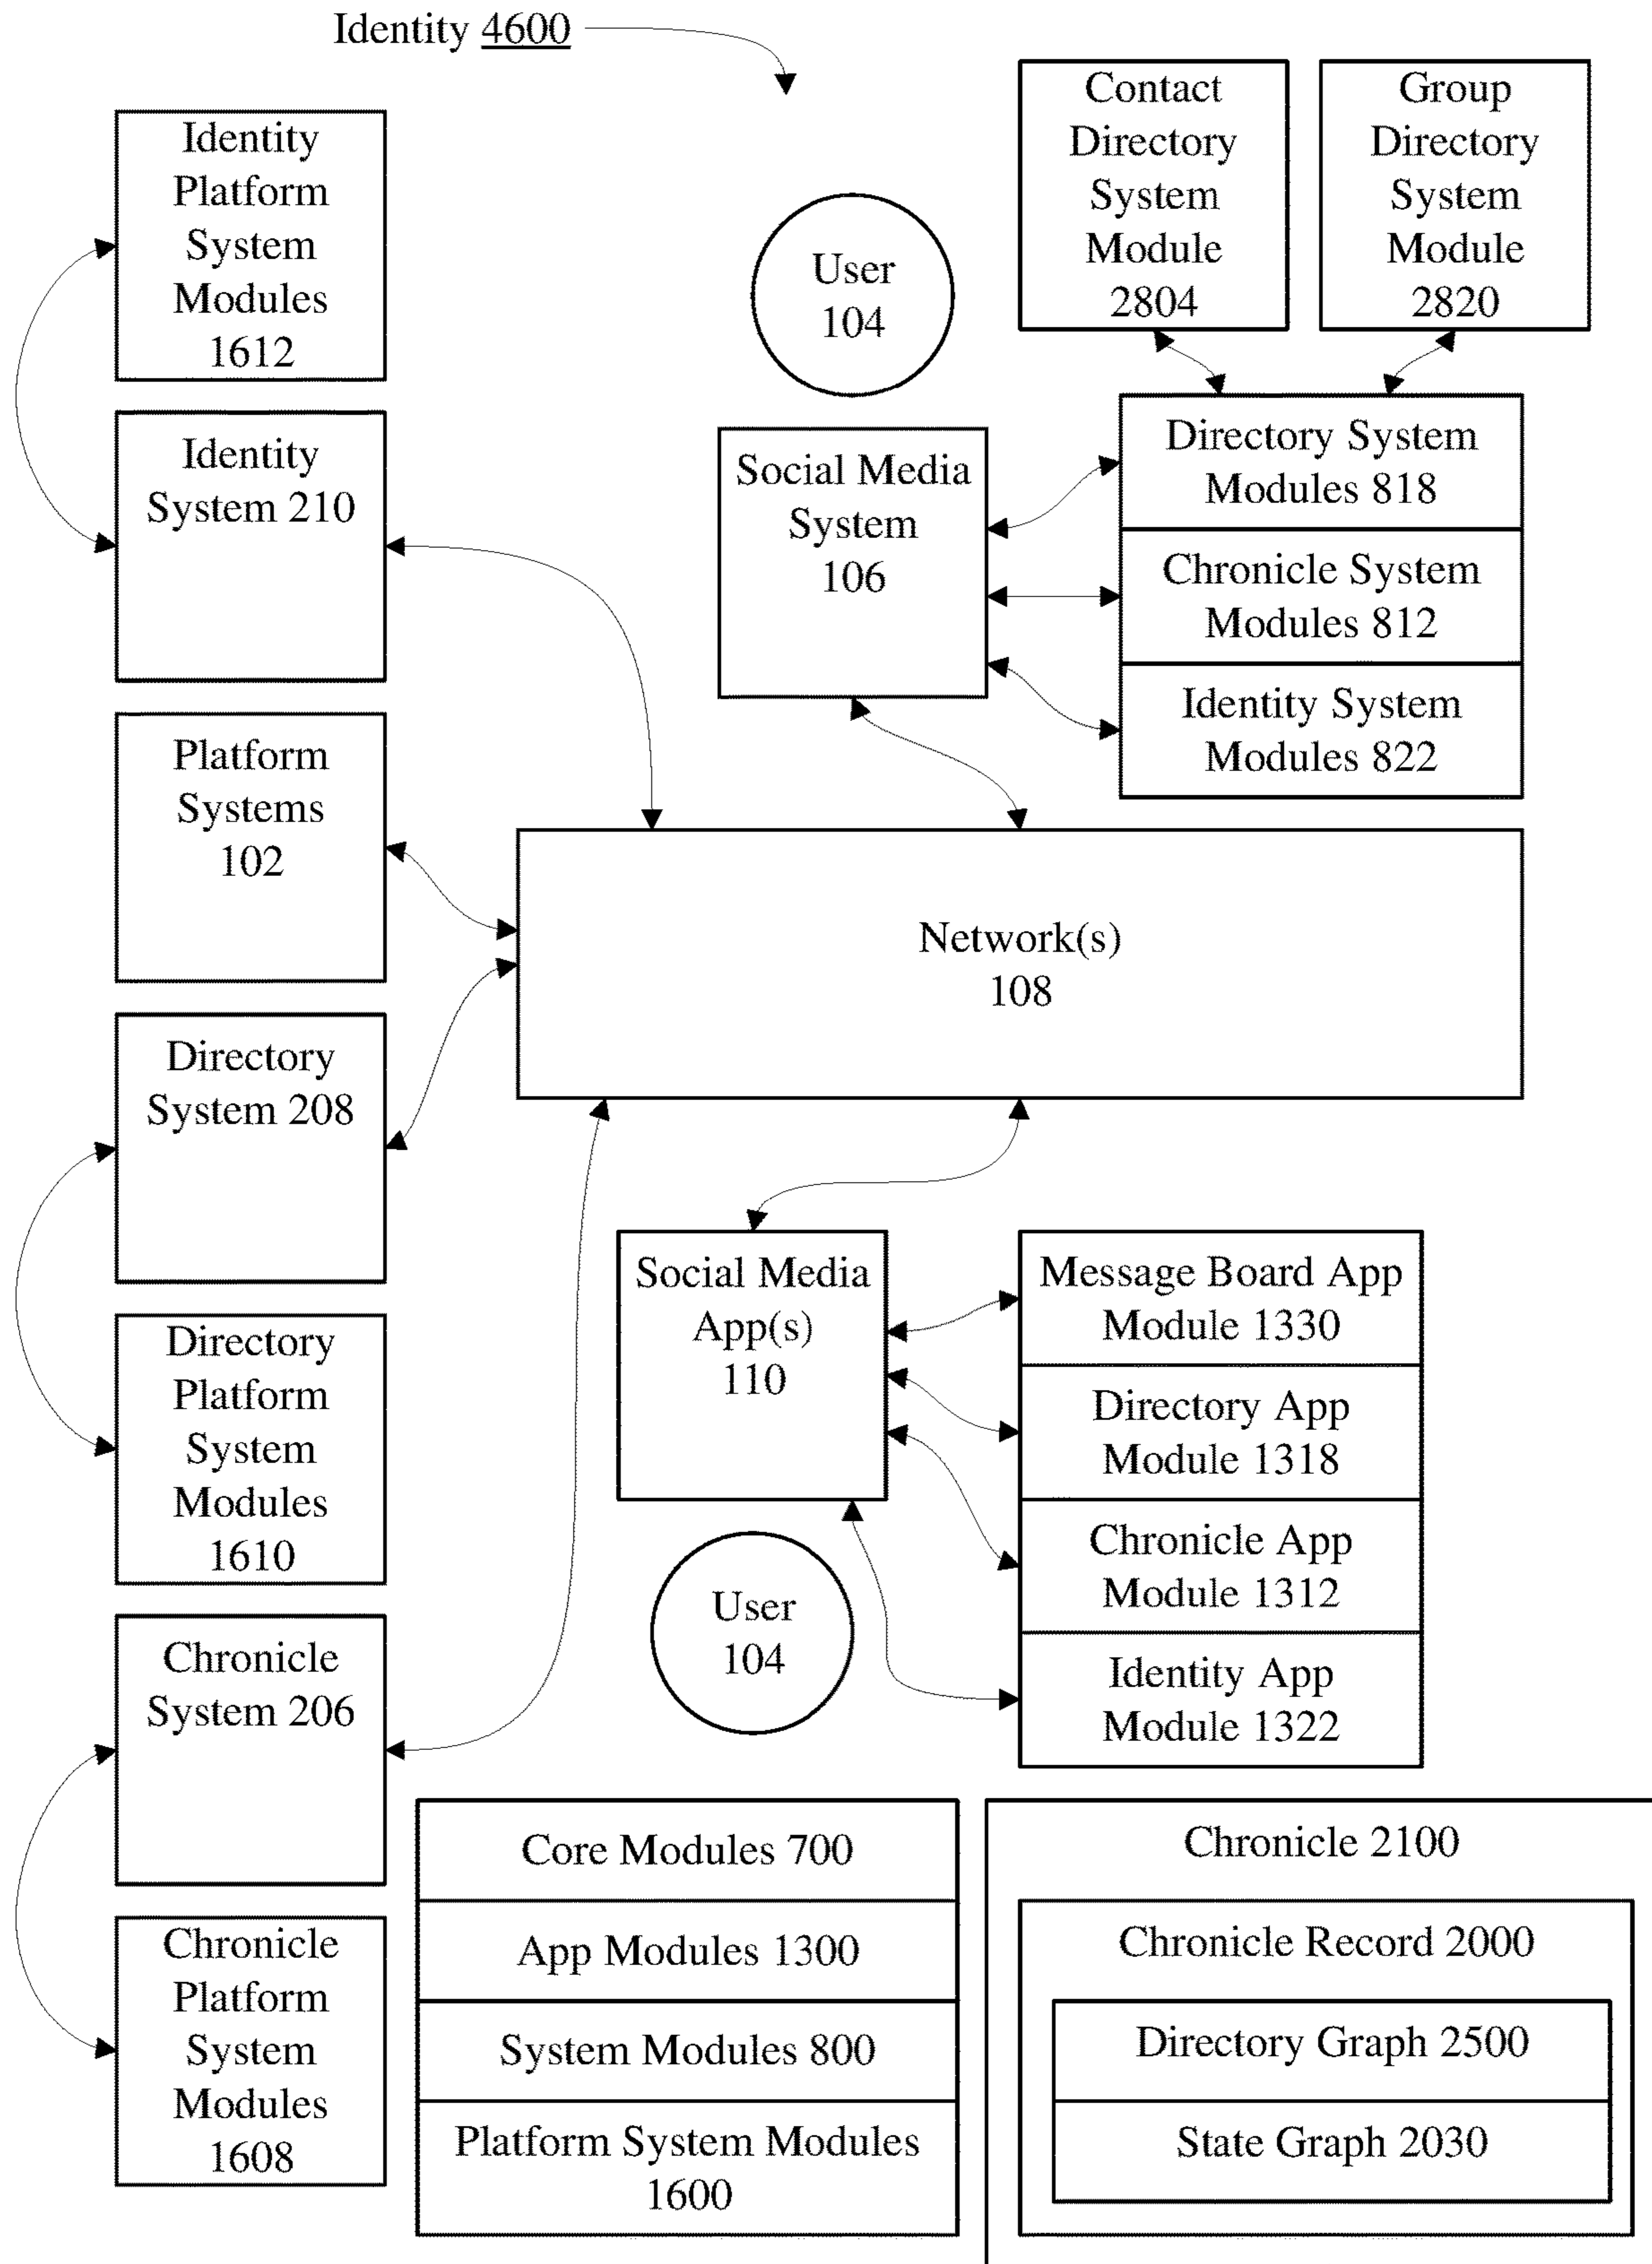 Identity 4600
Contact
Directory
System
Module
2804
Group
Directory
System
Module
2820
Identity
Platform
System
Modules
1612
User
104
Identity
System 210
Social Media
System
106
Directory System
Modules 818
Chronicle System
Modules 812
Identity System
Modules 822
Platform
Systems
102
Network(s)
108
Directory
System 208
Directory
Platform
System
Modules
1610
Social Media
App(s)
110
Message Board App
Module 1330
Directory App
Module 1318
Chronicle App
Module 1312
Identity App
Module 1322
User
104
Chronicle
System 206
Chronicle
Platform
System
Modules
1608
Core Modules 700
App Modules 1300
System Modules 800
Platform System Modules
1600
Chronicle 2100
Chronicle Record 2000
Directory Graph 2500
State Graph 2030